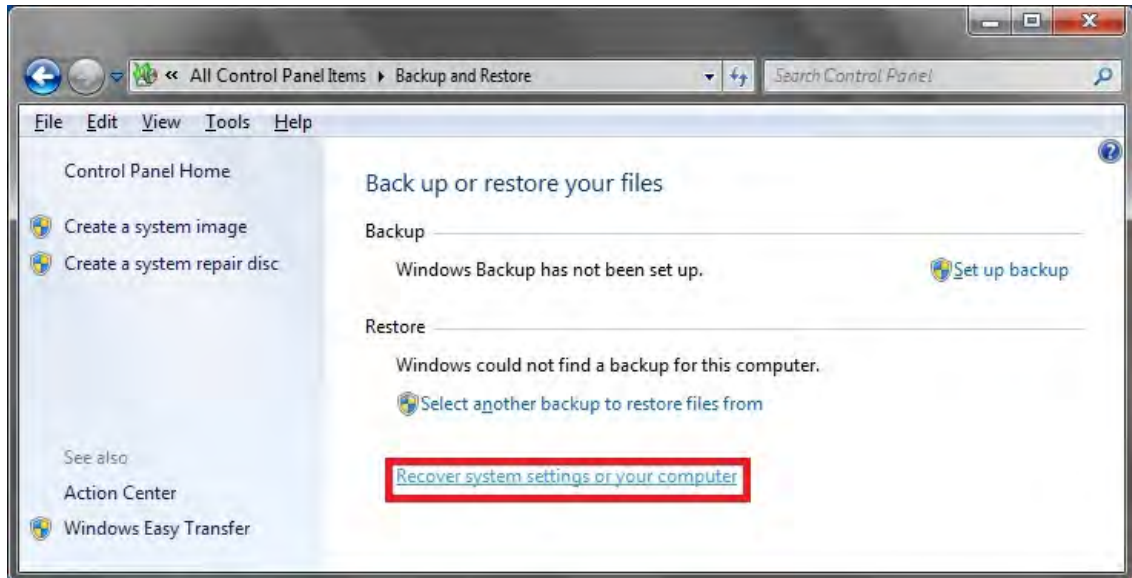 « All Control Panel Items ▸ Backup and Restore
Search Control Panel
File Edit View Tools Help
Control Panel Home
Create a system image
Create a system repair disc
See also
Action Center
Windows Easy Transfer
Back up or restore your files
Backup
Windows Backup has not been set up.
Set up backup
Restore
Windows could not find a backup for this computer.
Select another backup to restore files from
Recover system settings or your computer